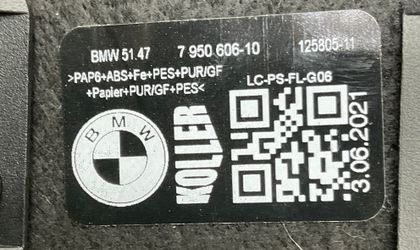 BMW 51.47 7 950 606-10 125805-11
>PAP6+ABS+Fe+PES+PUR/GF
+Papier+PUR/GF+PES<
LC-PS-FL-G06
BMW
KOLLER
3.06.2021